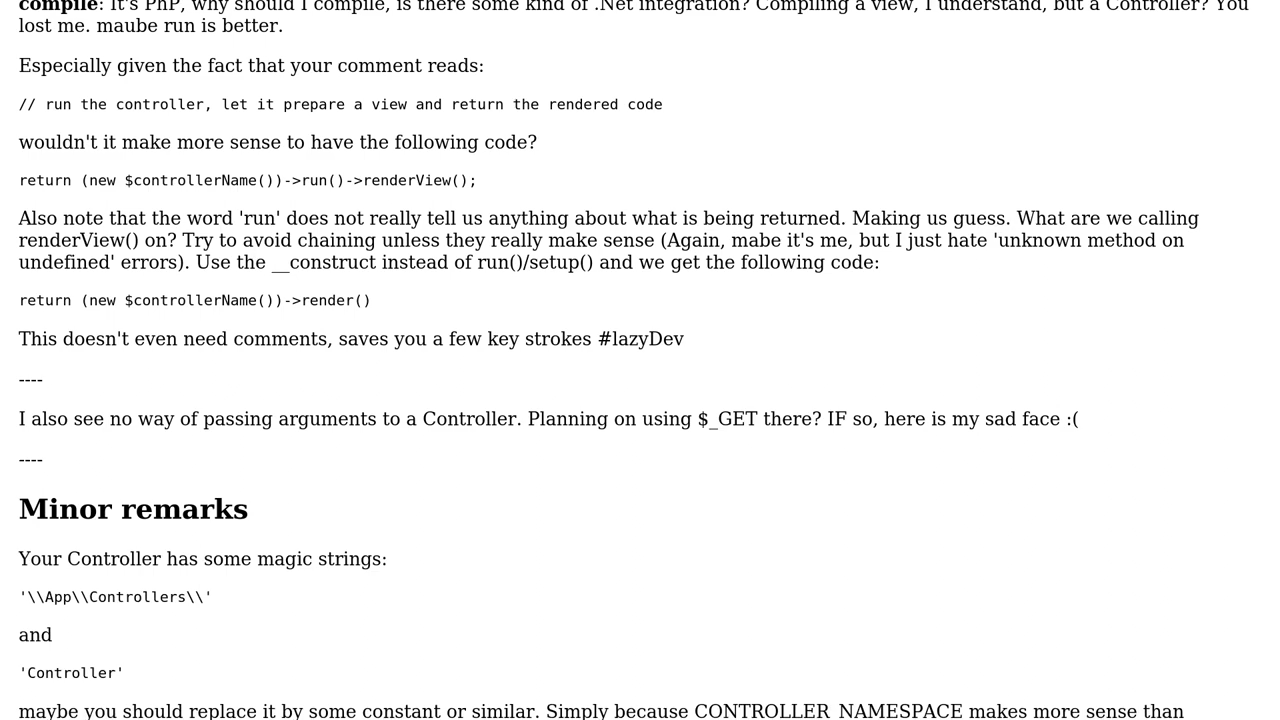 compile: It's PhP, why should I compile, is there some kind of .Net integration? Compiling a view, I understand, but a Controller? You
lost me. maube run is better.
Especially given the fact that your comment reads:
// run the controller, let it prepare a view and return the rendered code
wouldn't it make more sense to have the following code?
return (new $controllerName())->run()->renderView();
Also note that the word 'run' does not really tell us anything about what is being returned. Making us guess. What are we calling
renderView() on? Try to avoid chaining unless they really make sense (Again, mabe it's me, but I just hate 'unknown method on
undefined' errors). Use the __construct instead of run()/setup() and we get the following code:
return (new $controllerName())->render()
This doesn't even need comments, saves you a few key strokes #lazyDev
----
I also see no way of passing arguments to a Controller. Planning on using $_GET there? IF so, here is my sad face :(
----
Minor remarks
Your Controller has some magic strings:
'\\App\\Controllers\\'
and
'Controller'
maybe you should replace it by some constant or similar. Simply because CONTROLLER_NAMESPACE makes more sense than